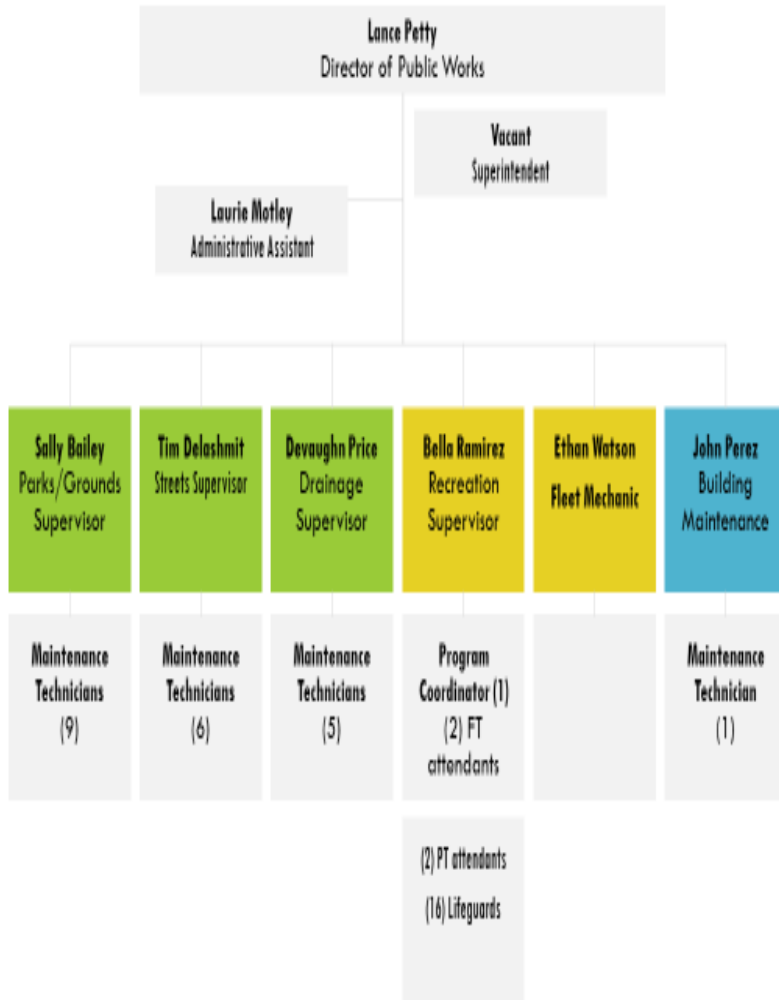 Lance Petty
Director of Public Works
Vacant
Superintendent
Laurie Motley
Administrative Assistant
Sally Bailey
Parks/Grounds
Supervisor
Tim Delashmit
Streets Supervisor
Devaughn Price
Drainage
Supervisor
Bella Ramirez
Recreation
Supervisor
Ethan Watson
Fleet Mechanic
John Perez
Building
Maintenance
Maintenance
Technicians
(9)
Maintenance
Technicians
(6)
Maintenance
Technicians
(5)
Program
Coordinator (1)
(2) FT
attendants
Maintenance
Technician
(1)
(2) PT attendants
(16) Lifeguards